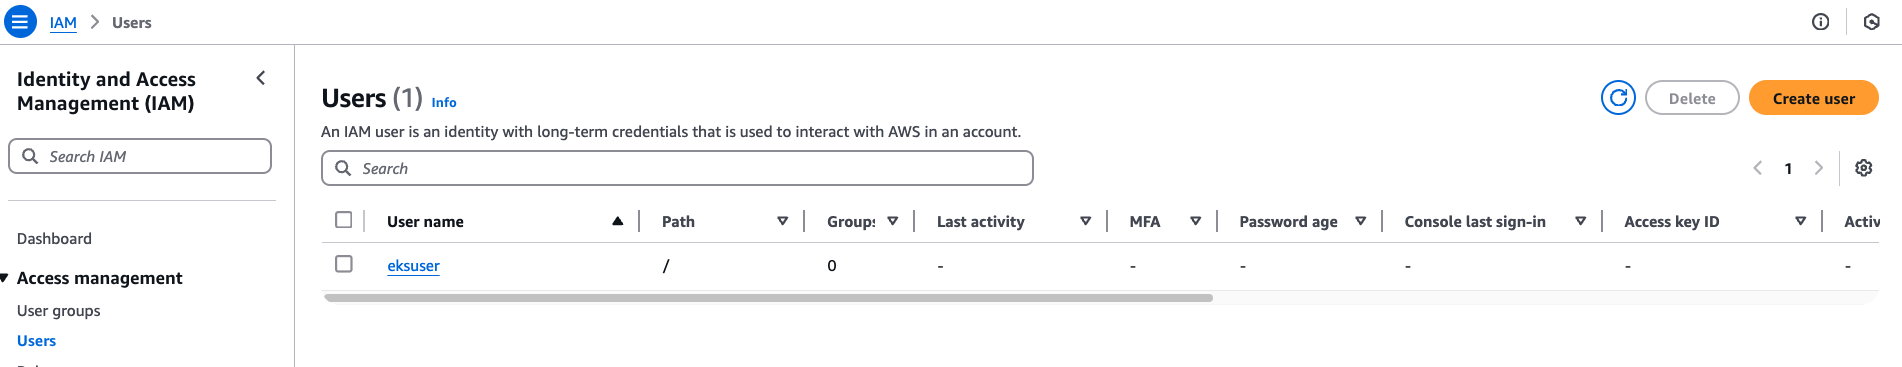 IAM > Users
Identity and Access
Management (IAM)
Search IAM
Dashboard
Access management
User groups
Users
Users (1) Info
Delete
Create user
An IAM user is an identity with long-term credentials that is used to interact with AWS in an account.
Search
1
User name Path Groups Last activity MFA Password age Console last sign-in Access key ID Activ
eksuser / 0 - - - - - -